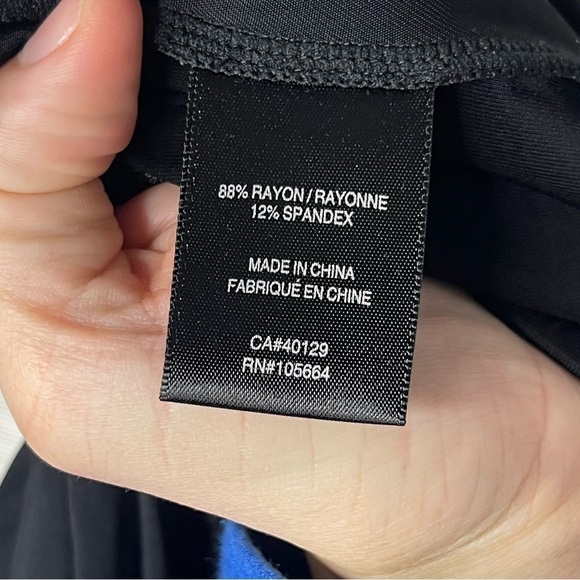 88% RAYON / RAYONNE
12% SPANDEX
MADE IN CHINA
FABRIQUÉ EN CHINE
CA#40129
RN#105664